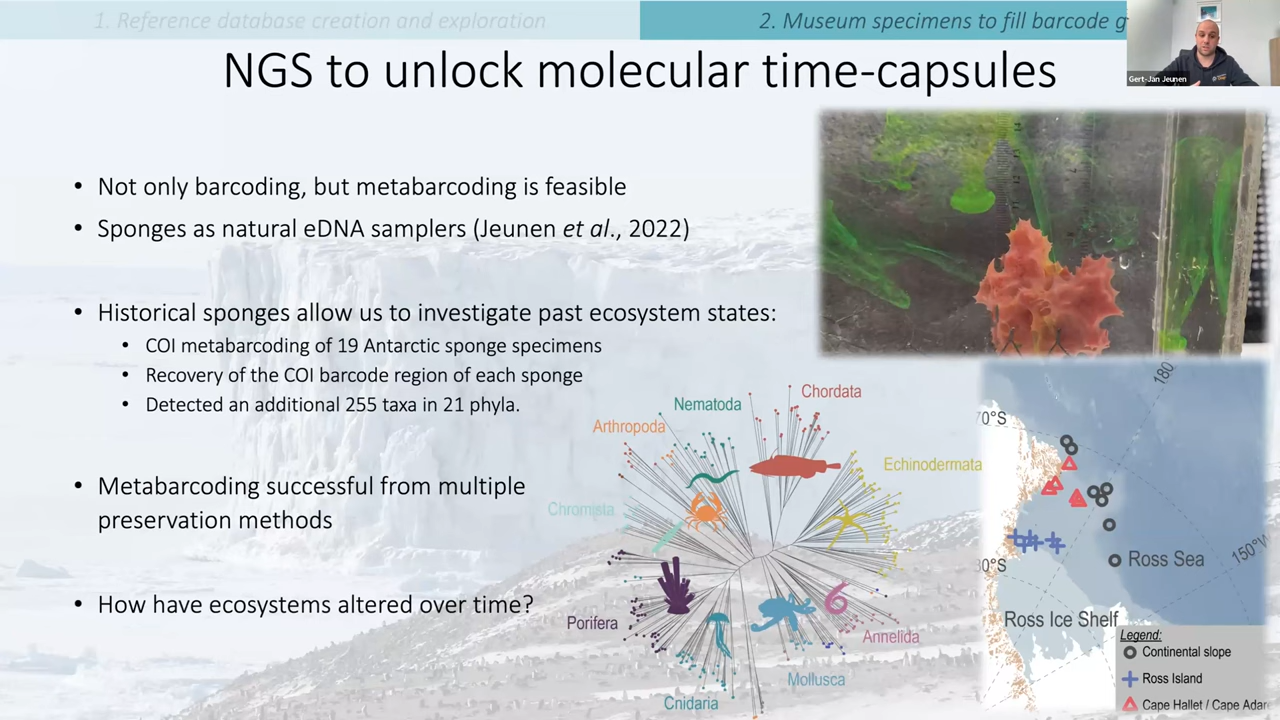 1. Reference database creation and exploration
2. Museum specimens to fill barcode g
Gert-Jan Jeunen
NGS to unlock molecular time-capsules
• Not only barcoding, but metabarcoding is feasible
• Sponges as natural eDNA samplers (Jeunen et al., 2022)
• Historical sponges allow us to investigate past ecosystem states:
• COI metabarcoding of 19 Antarctic sponge specimens
• Recovery of the COI barcode region of each sponge
• Detected an additional 255 taxa in 21 phyla.
• Metabarcoding successful from multiple
preservation methods
• How have ecosystems altered over time?
Chordata
Nematoda
Arthropoda
Echinodermata
Chromista
Porifera
Annelida
Mollusca
Cnidaria
180
70°S
80°S
150°W
Ross Sea
Ross Ice Shelf
Legend:
Continental slope
Ross Island
Cape Hallet / Cape Adar